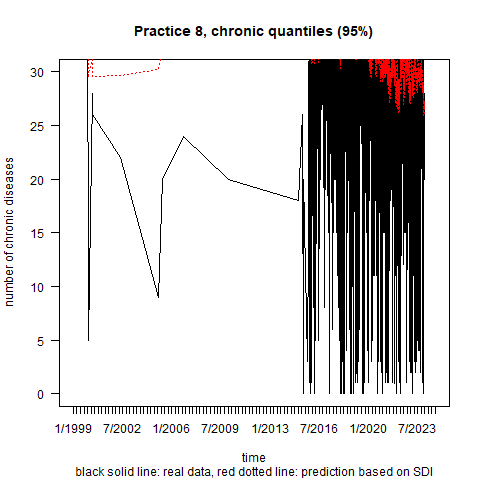 Practice 8, chronic quantiles (95%)
number of chronic diseases
30
25
20
15
10
5
0
1/1999 7/2002 1/2006 7/2009 1/2013 7/2016 1/2020 7/2023
time
black solid line: real data, red dotted line: prediction based on SDI